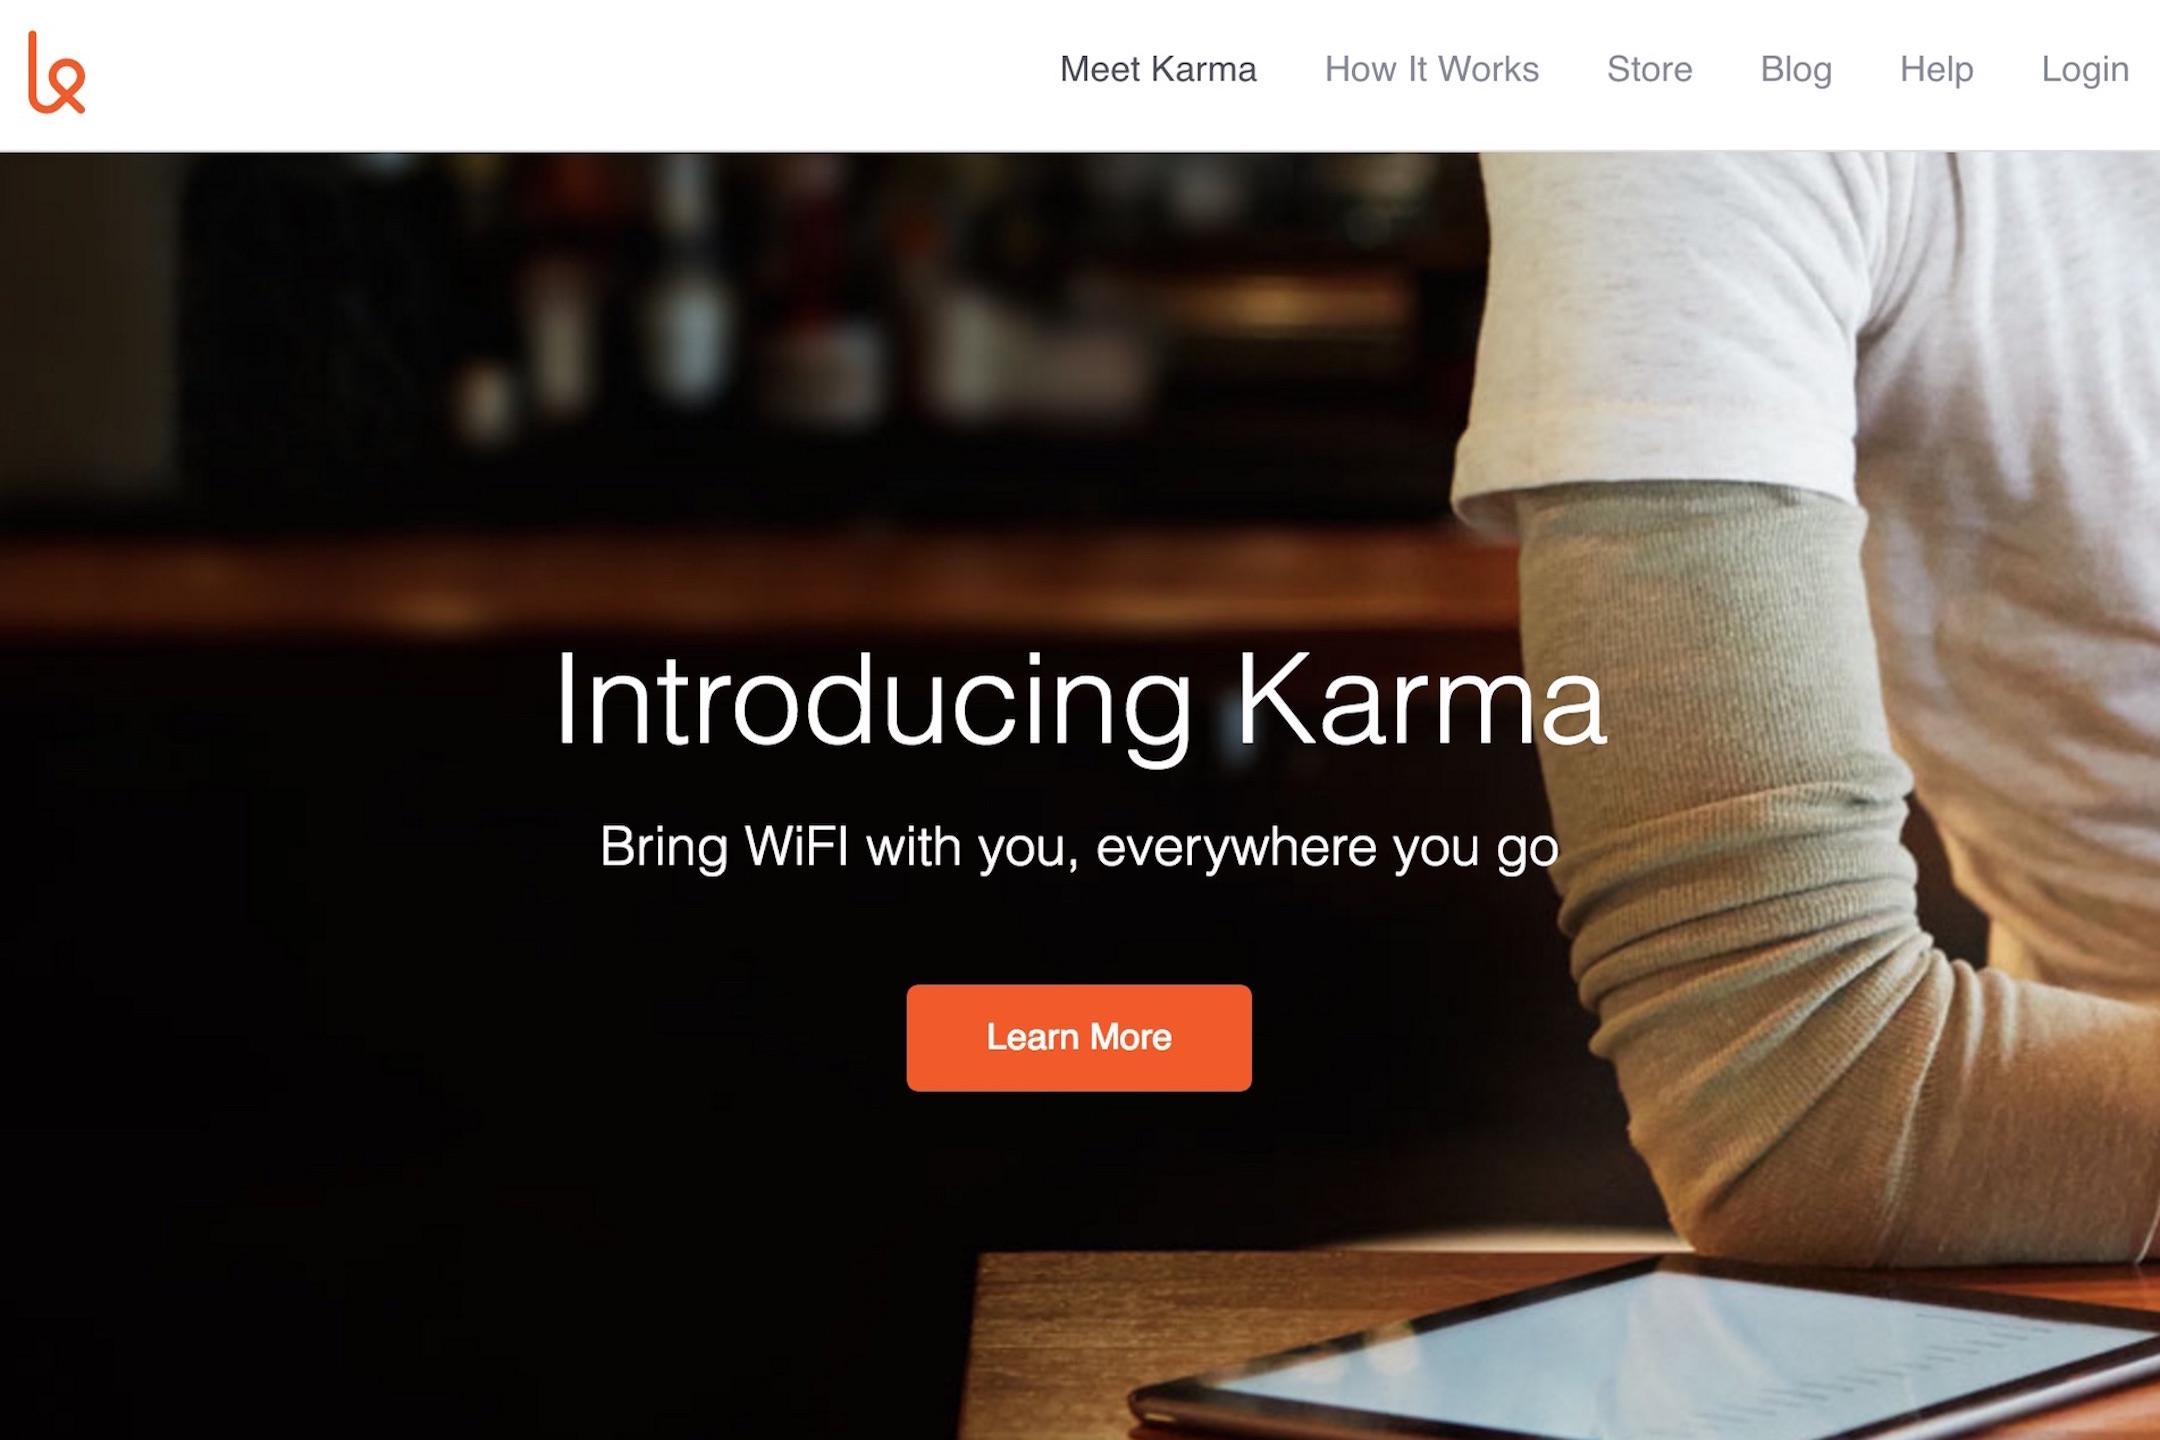 Meet Karma How It Works Store Blog Help Login
Introducing Karma
Bring WiFI with you, everywhere you go
Learn More